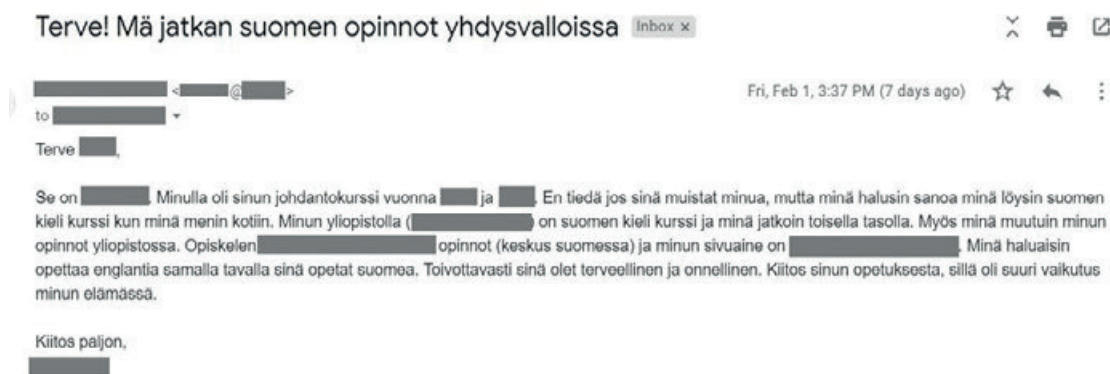 Terve! Mä jatkan suomen opinnot yhdysvalloissa Inbox x
< @ > Fri, Feb 1, 3:37 PM (7 days ago)
to
Terve ,
Se on . Minulla oli sinun johdantokurssi vuonna ja . En tiedä jos sinä muistat minua, mutta minä halusin sanoa minä löysin suomen
kieli kurssi kun minä menin kotiin. Minun yliopistolla ( ) on suomen kieli kurssi ja minä jatkoin toisella tasolla. Myös minä muutuin minun
opinnot yliopistossa. Opiskelen opinnot (keskus suomessa) ja minun sivuaine on . Minä haluaisin
opettaa englantia samalla tavalla sinä opetat suomea. Toivottavasti sinä olet terveellinen ja onnellinen. Kiitos sinun opetuksesta, sillä oli suuri vaikutus
minun elämässä.
Kiitos paljon,